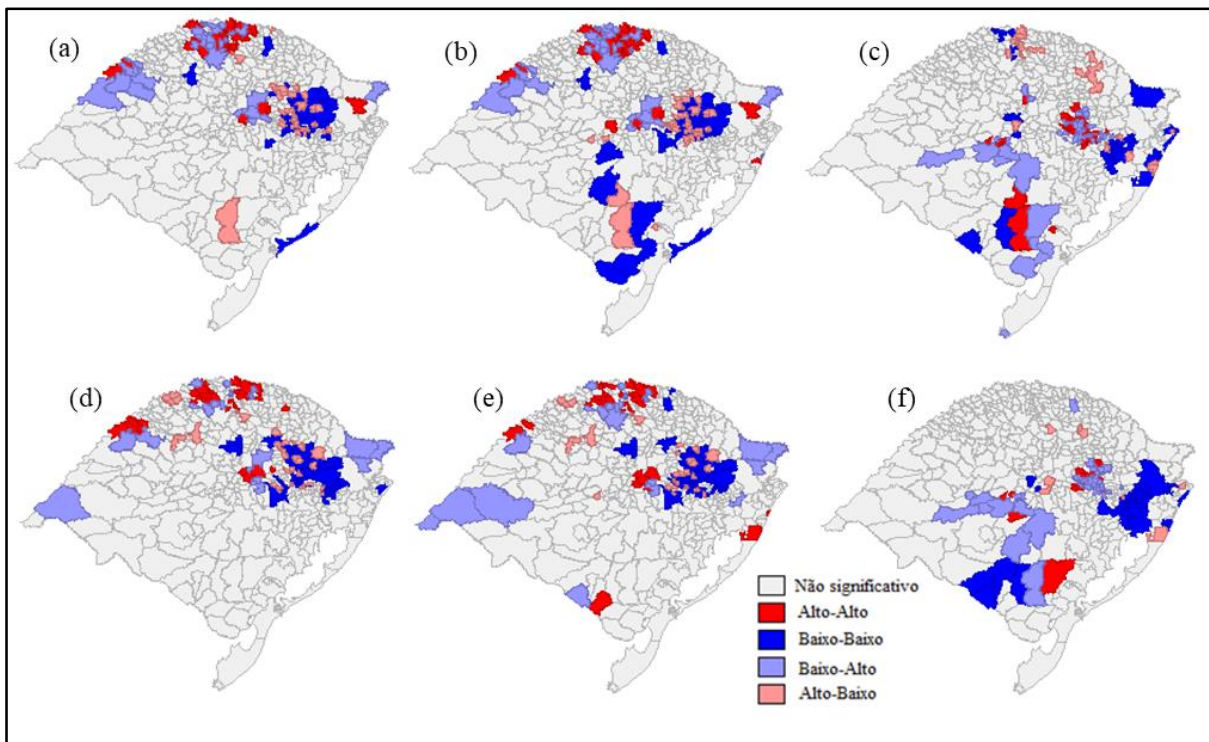 (a)
(b)
(c)
(d)
(e)
(f)
Não significativo
Alto-Alto
Baixo-Baixo
Baixo-Alto
Alto-Baixo